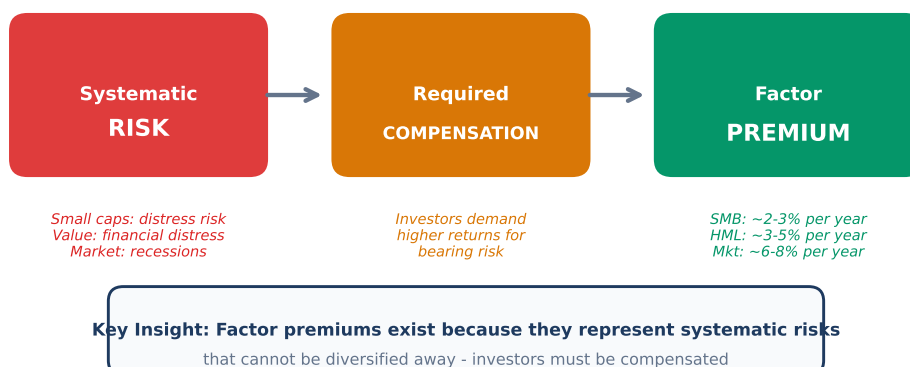 Systematic
RISK
Required
COMPENSATION
Factor
PREMIUM
Small caps: distress risk
Value: financial distress
Market: recessions
Investors demand
higher returns for
bearing risk
SMB: ~2-3% per year
HML: ~3-5% per year
Mkt: ~6-8% per year
Key Insight: Factor premiums exist because they represent systematic risks
that cannot be diversified away - investors must be compensated